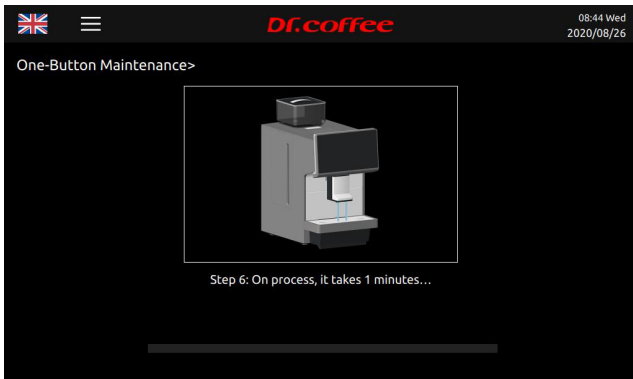 Dr.coffee
08:44 Wed
2020/08/26
One-Button Maintenance>
Step 6: On process, it takes 1 minutes...